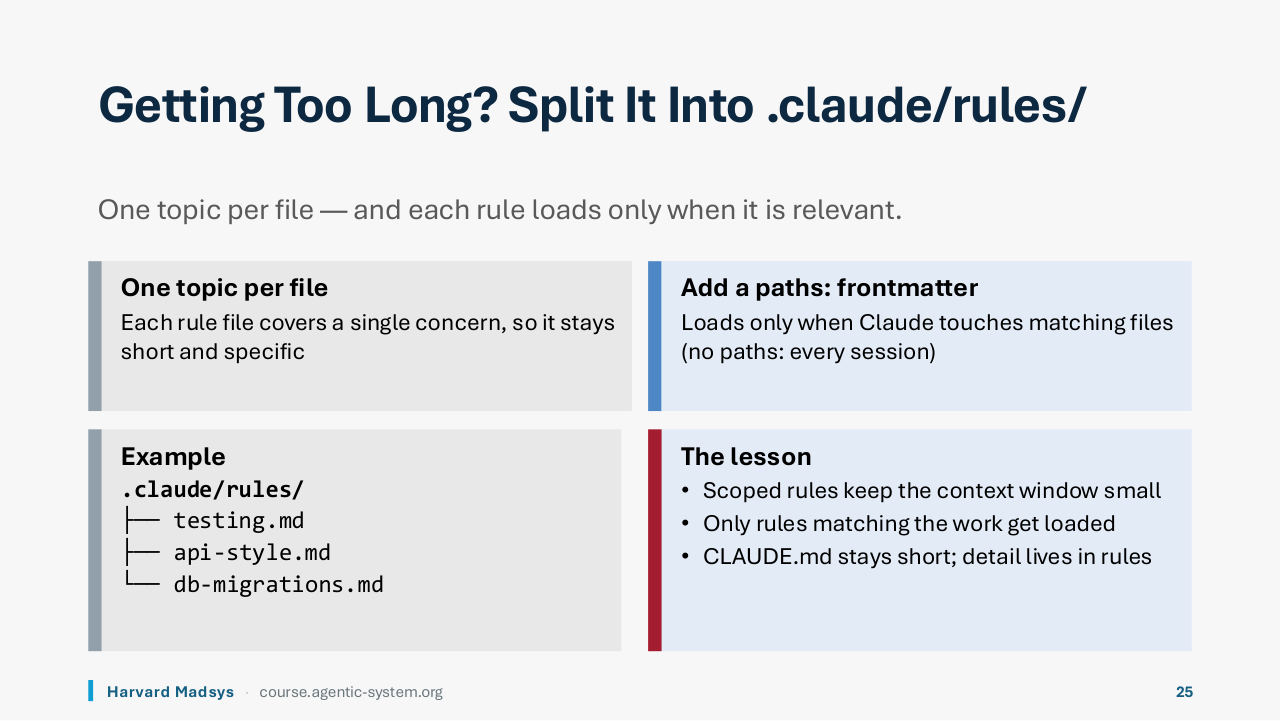 Getting Too Long? Split It Into .claude/rules/
One topic per file — and each rule loads only when it is relevant.
One topic per file
Each rule file covers a single concern, so it stays
short and specific
Add a paths: frontmatter
Loads only when Claude touches matching files
(no paths: every session)
Example
.claude/rules/
├── testing.md
├── api-style.md
└── db-migrations.md
The lesson
• Scoped rules keep the context window small
• Only rules matching the work get loaded
• CLAUDE.md stays short; detail lives in rules
Harvard Madsys · course.agentic-system.org
25